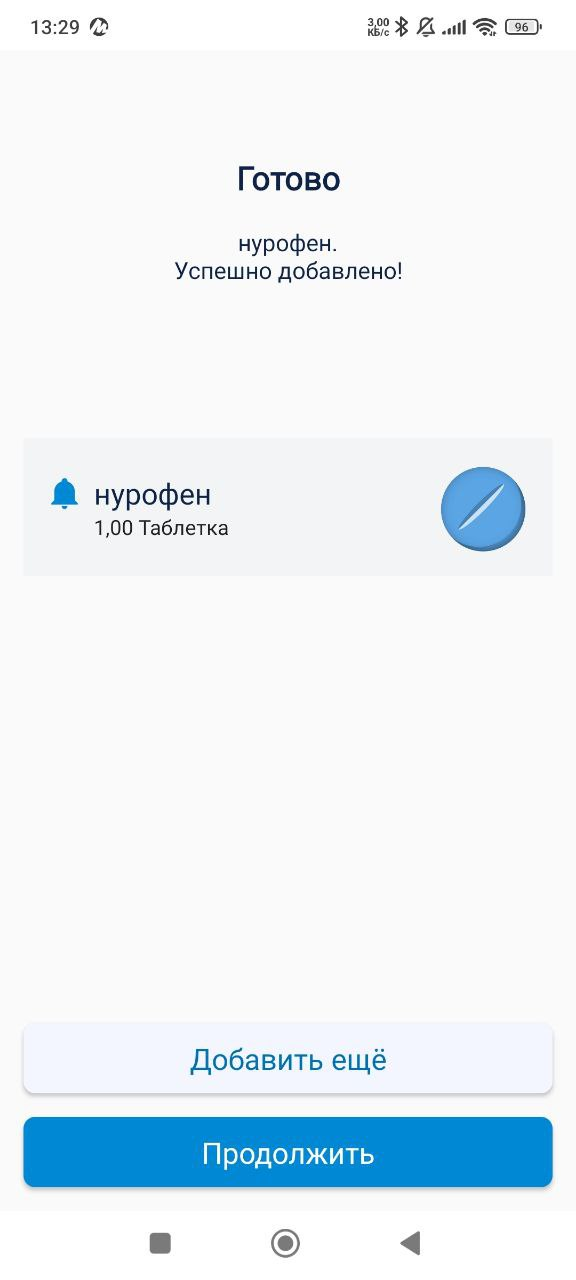 13:29
3,00
КБ/с
96
Готово
нурофен.
Успешно добавлено!
нурофен
1,00 Таблетка
Добавить ещё
Продолжить